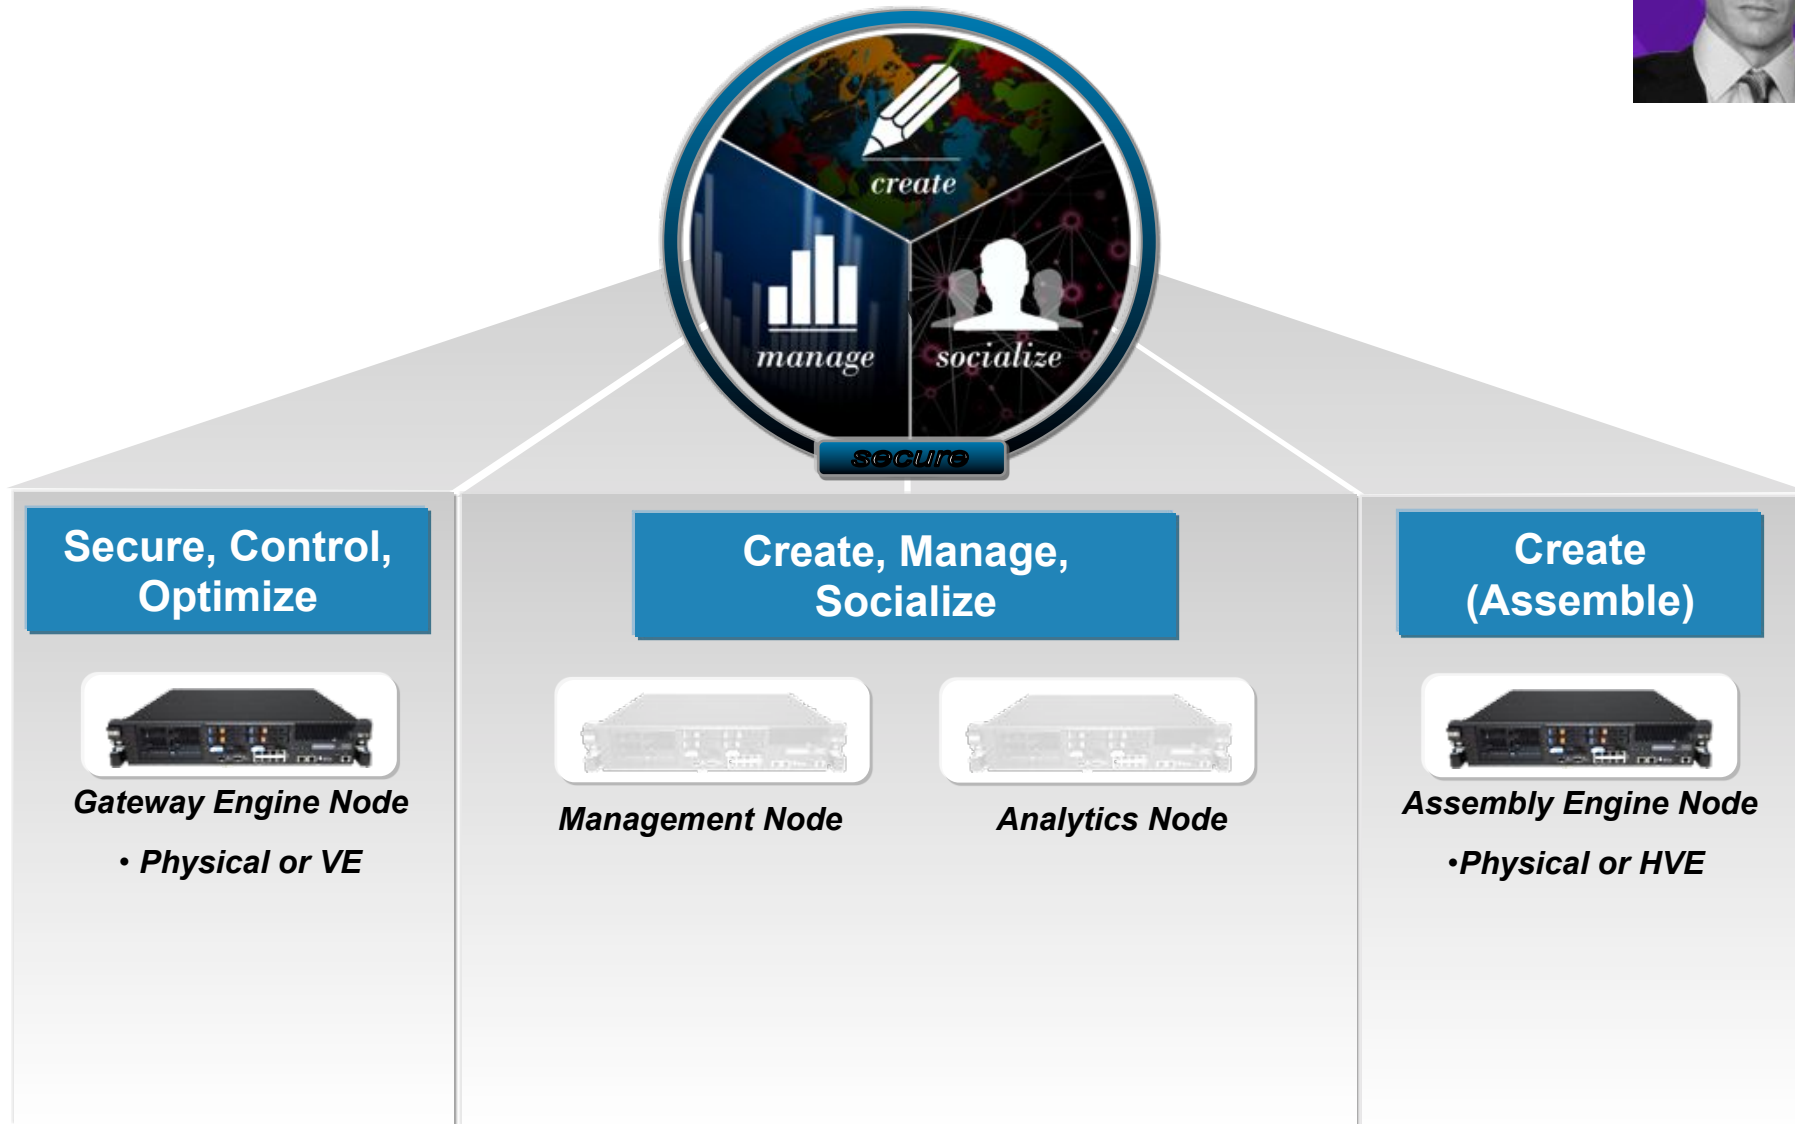 create
manage
socialize
secure
Secure, Control,
Optimize
Create, Manage,
Socialize
Create
(Assemble)
Gateway Engine Node
• Physical or VE
Management Node
Analytics Node
Assembly Engine Node
•Physical or HVE